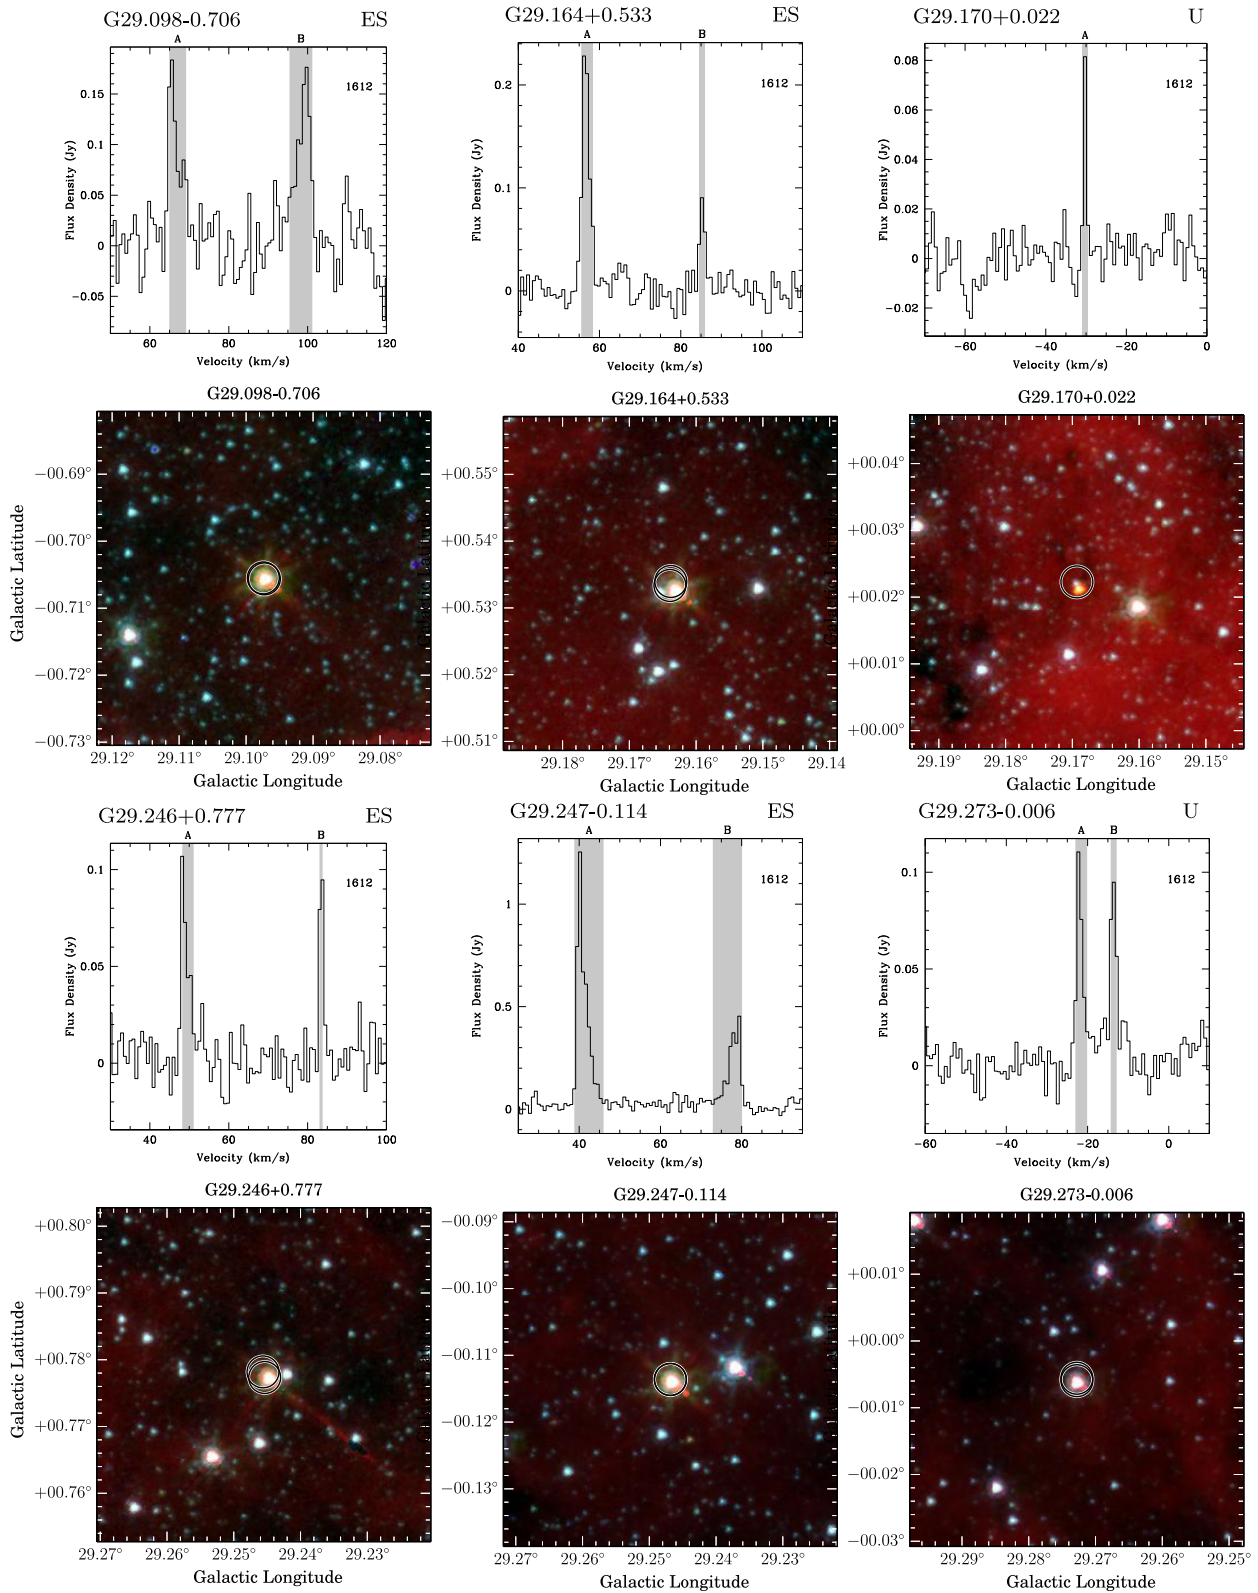 G29.098-0.706 ES
A B
1612
0.15
0.1
0.05
0
−0.05
Flux Density (Jy)
60 80 100 120
Velocity (km/s)
G29.164+0.533 ES
A B
1612
0.2
0.1
0
Flux Density (Jy)
40 60 80 100
Velocity (km/s)
G29.170+0.022 U
A
1612
0.08
0.06
0.04
0.02
0
−0.02
Flux Density (Jy)
−60 −40 −20 0
Velocity (km/s)
G29.098-0.706
−00.69°
−00.70°
−00.71°
−00.72°
−00.73°
Galactic Latitude
29.12° 29.10° 29.09° 29.08°
Galactic Longitude
G29.164+0.533
+00.55°
+00.54°
+00.53°
+00.52°
+00.51°
29.18° 29.16° 29.15° 29.14
Galactic Longitude
G29.170+0.022
+00.04°
+00.03°
+00.02°
+00.01°
+00.00°
29.19° 29.18° 29.17° 29.16° 29.15°
Galactic Longitude
G29.246+0.777 ES
A B
1612
0.1
0.05
0
Flux Density (Jy)
40 60 80 100
Velocity (km/s)
G29.247-0.114 ES
A B
1612
1
0.5
0
Flux Density (Jy)
40 60 80
Velocity (km/s)
G29.273-0.006 U
A B
1612
0.1
0.05
0
Flux Density (Jy)
−60 −40 −20 0
Velocity (km/s)
G29.246+0.777
+00.80°
+00.79°
+00.78°
+00.77°
+00.76°
Galactic Latitude
29.27° 29.26° 29.25° 29.24° 29.23°
Galactic Longitude
G29.247-0.114
−00.09°
−00.10°
−00.11°
−00.12°
−00.13°
29.27° 29.26° 29.247° 29.24° 29.23°
Galactic Longitude
G29.273-0.006
+00.01°
+00.00°
−00.01°
−00.02°
−00.03°
29.29° 29.28° 29.27° 29.26° 29.25°
Galactic Longitude